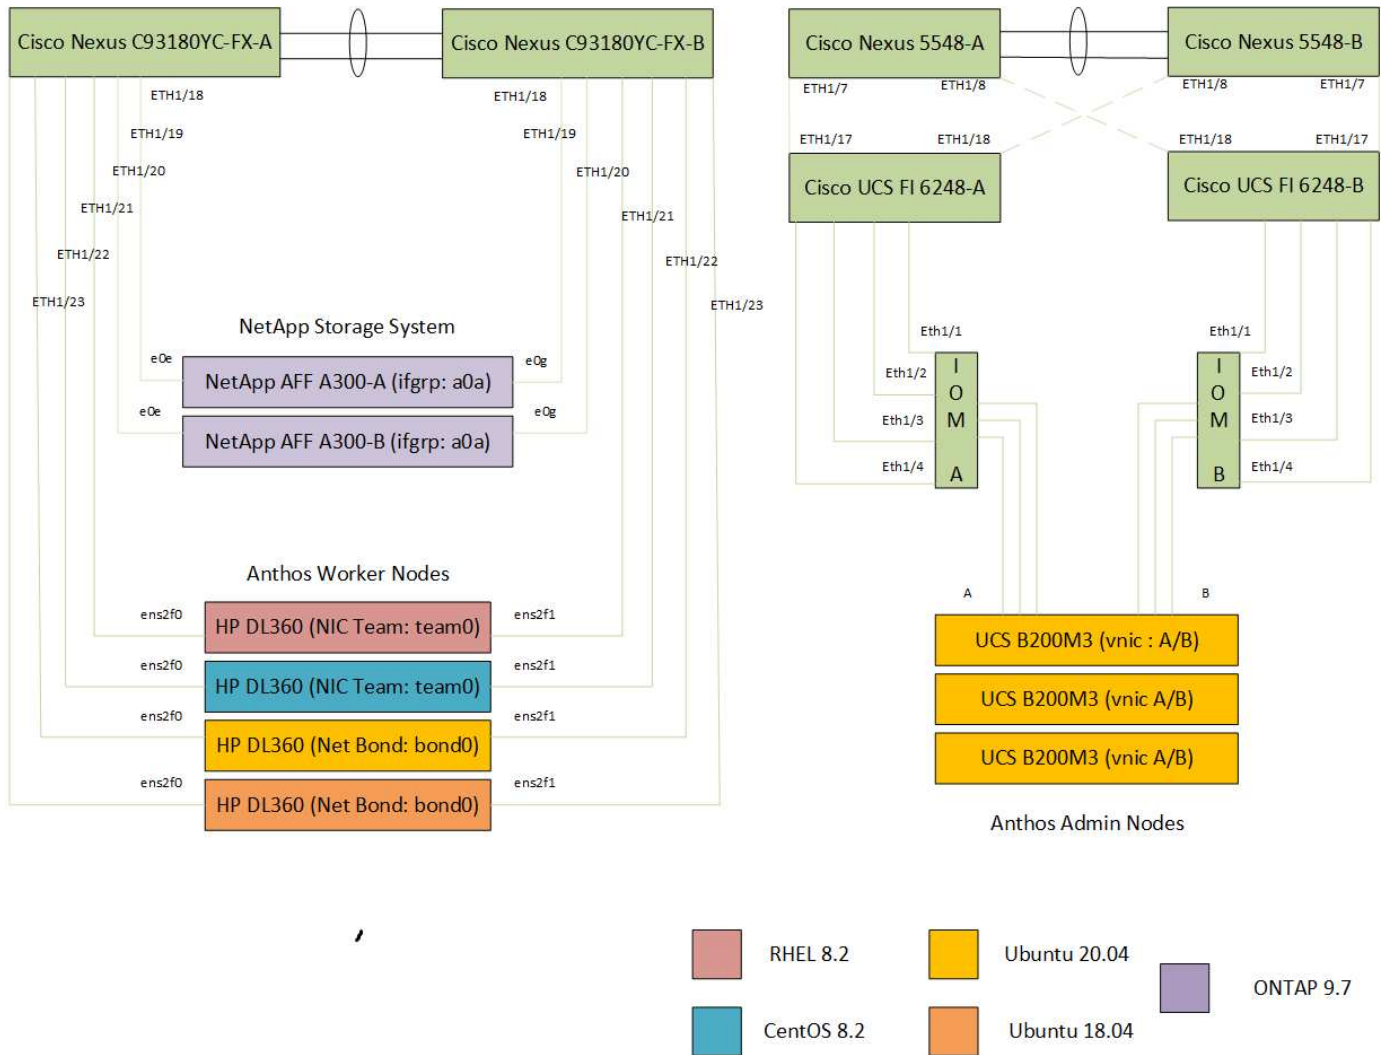 Cisco Nexus C93180YC-FX-A
Cisco Nexus C93180YC-FX-B
ETH1/18
ETH1/19
ETH1/20
ETH1/21
ETH1/22
ETH1/23
ETH1/18
ETH1/19
ETH1/20
ETH1/21
ETH1/22
ETH1/23
NetApp Storage System
e0e
NetApp AFF A300-A (ifgrp: a0a)
e0g
e0e
NetApp AFF A300-B (ifgrp: a0a)
e0g
Anthos Worker Nodes
ens2f0
HP DL360 (NIC Team: team0)
ens2f1
ens2f0
HP DL360 (NIC Team: team0)
ens2f1
ens2f0
HP DL360 (Net Bond: bond0)
ens2f1
ens2f0
HP DL360 (Net Bond: bond0)
ens2f1
Cisco Nexus 5548-A
Cisco Nexus 5548-B
ETH1/7
ETH1/8
ETH1/8
ETH1/7
ETH1/17
ETH1/18
ETH1/18
ETH1/17
Cisco UCS FI 6248-A
Cisco UCS FI 6248-B
Eth1/1
Eth1/2
Eth1/3
Eth1/4
I
O
M
A
Eth1/1
Eth1/2
Eth1/3
Eth1/4
I
O
M
B
A
B
UCS B200M3 (vnic : A/B)
UCS B200M3 (vnic A/B)
UCS B200M3 (vnic A/B)
Anthos Admin Nodes
RHEL 8.2
Ubuntu 20.04
ONTAP 9.7
CentOS 8.2
Ubuntu 18.04